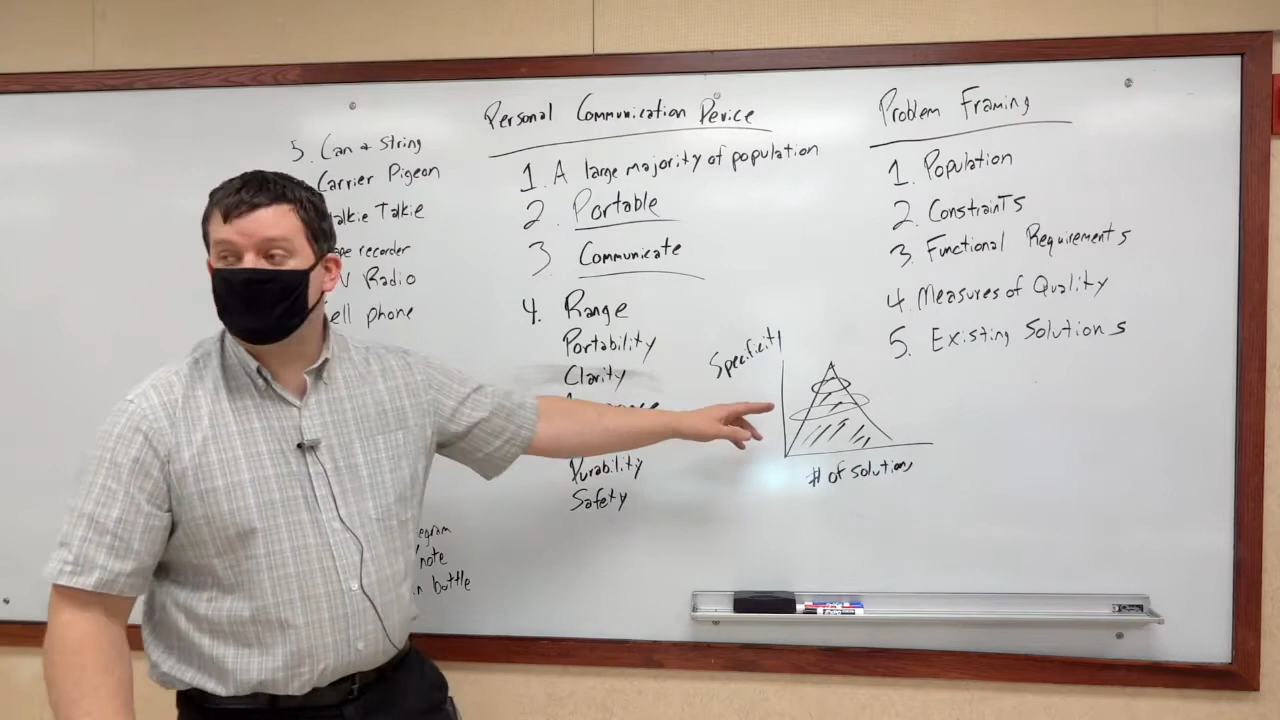 5. Can & String
Carrier Pigeon
alkie Talkie
ape recorder
V Radio
ell phone
egram
note
in bottle
Personal Communication Device
1. A large majority of population
2. Portable
3. Communicate
4. Range
Portability
Clarity
Durability
Safety
Problem Framing
1. Population
2. Constraints
3. Functional Requirements
4. Measures of Quality
5. Existing Solutions
Specificity
# of solutions